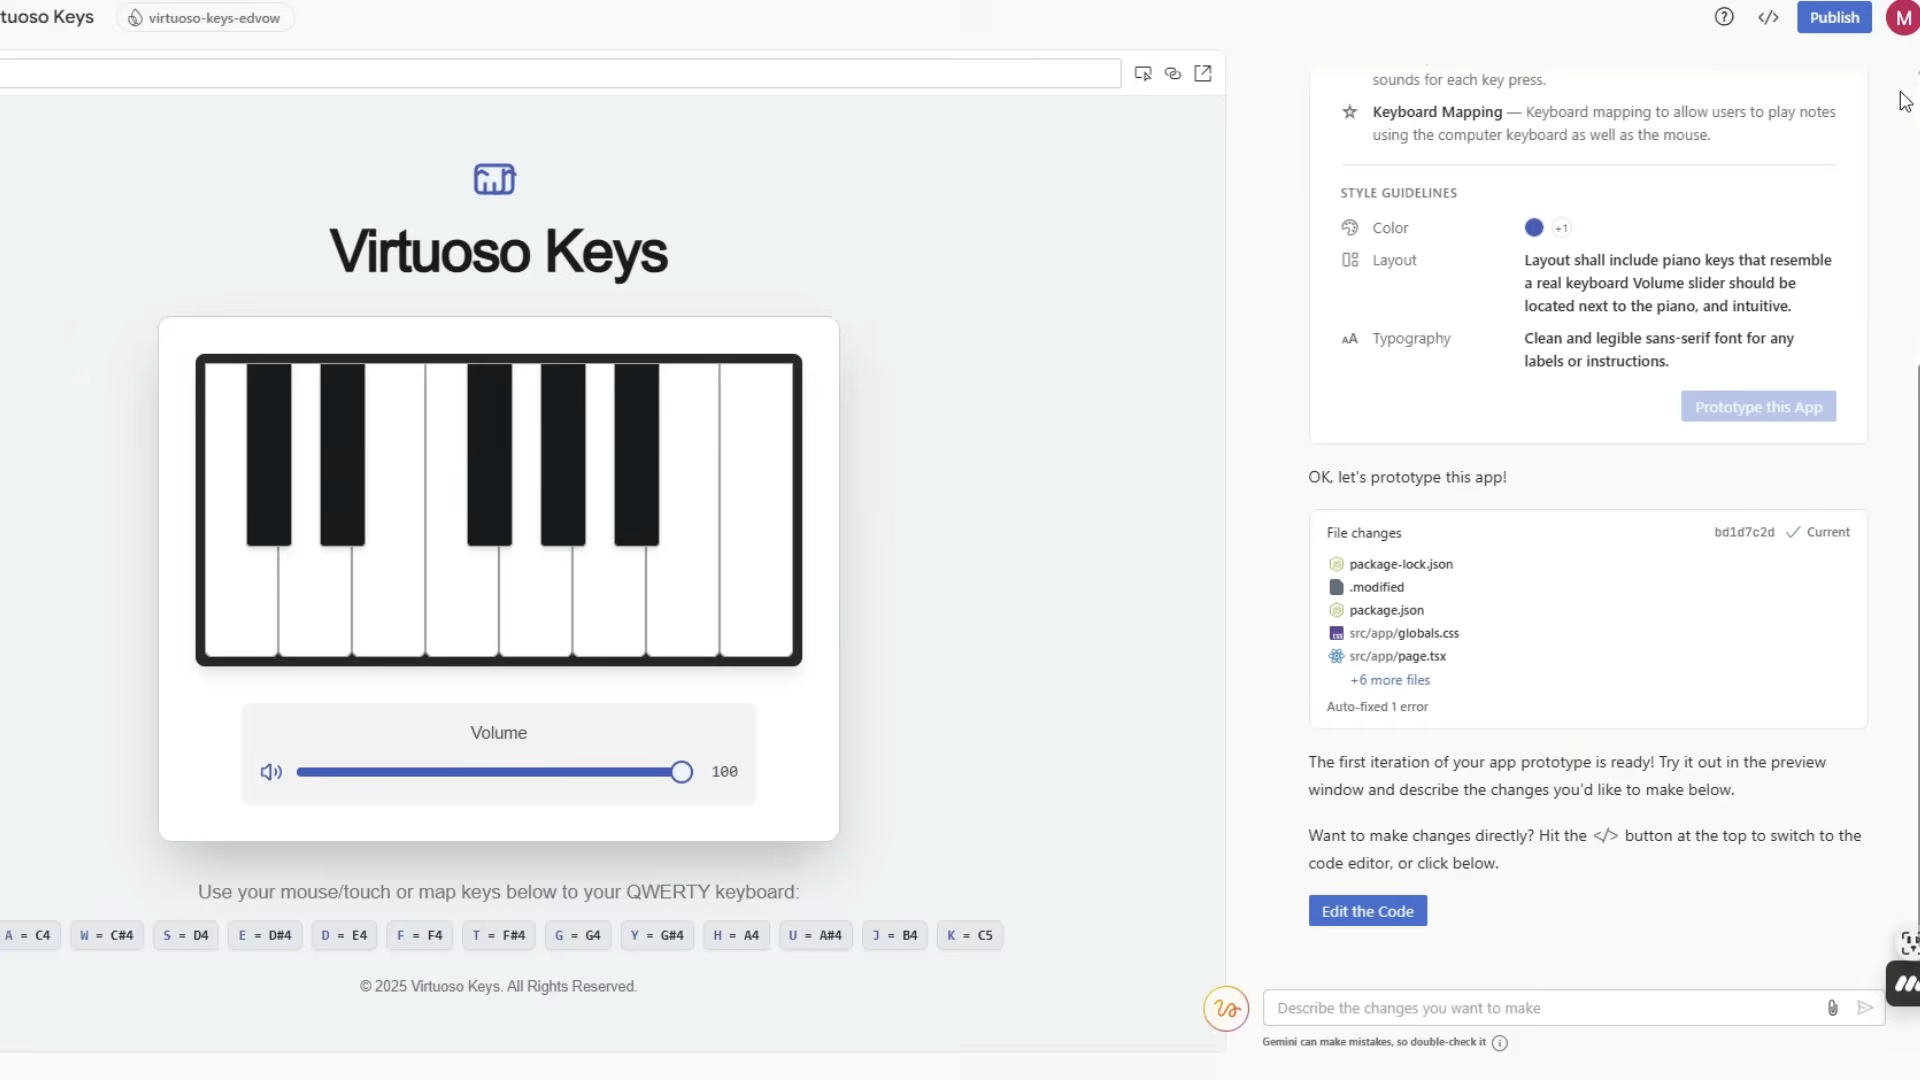 tuoso Keys
virtuoso-keys-edvow
</>
Publish
M
Virtuoso Keys
Volume
100
Use your mouse/touch or map keys below to your QWERTY keyboard:
A = C4 W = C#4 S = D4 E = D#4 D = E4 F = F4 T = F#4 G = G4 Y = G#4 H = A4 U = A#4 J = B4 K = C5
© 2025 Virtuoso Keys. All Rights Reserved.
sounds for each key press.
Keyboard Mapping — Keyboard mapping to allow users to play notes
using the computer keyboard as well as the mouse.
STYLE GUIDELINES
Color +1
Layout Layout shall include piano keys that resemble
a real keyboard Volume slider should be
located next to the piano, and intuitive.
AA Typography Clean and legible sans-serif font for any
labels or instructions.
Prototype this App
OK, let's prototype this app!
File changes bd1d7c2d Current
package-lock.json
.modified
package.json
src/app/globals.css
src/app/page.tsx
+6 more files
Auto-fixed 1 error
The first iteration of your app prototype is ready! Try it out in the preview
window and describe the changes you'd like to make below.
Want to make changes directly? Hit the </> button at the top to switch to the
code editor, or click below.
Edit the Code
Describe the changes you want to make
Gemini can make mistakes, so double-check it